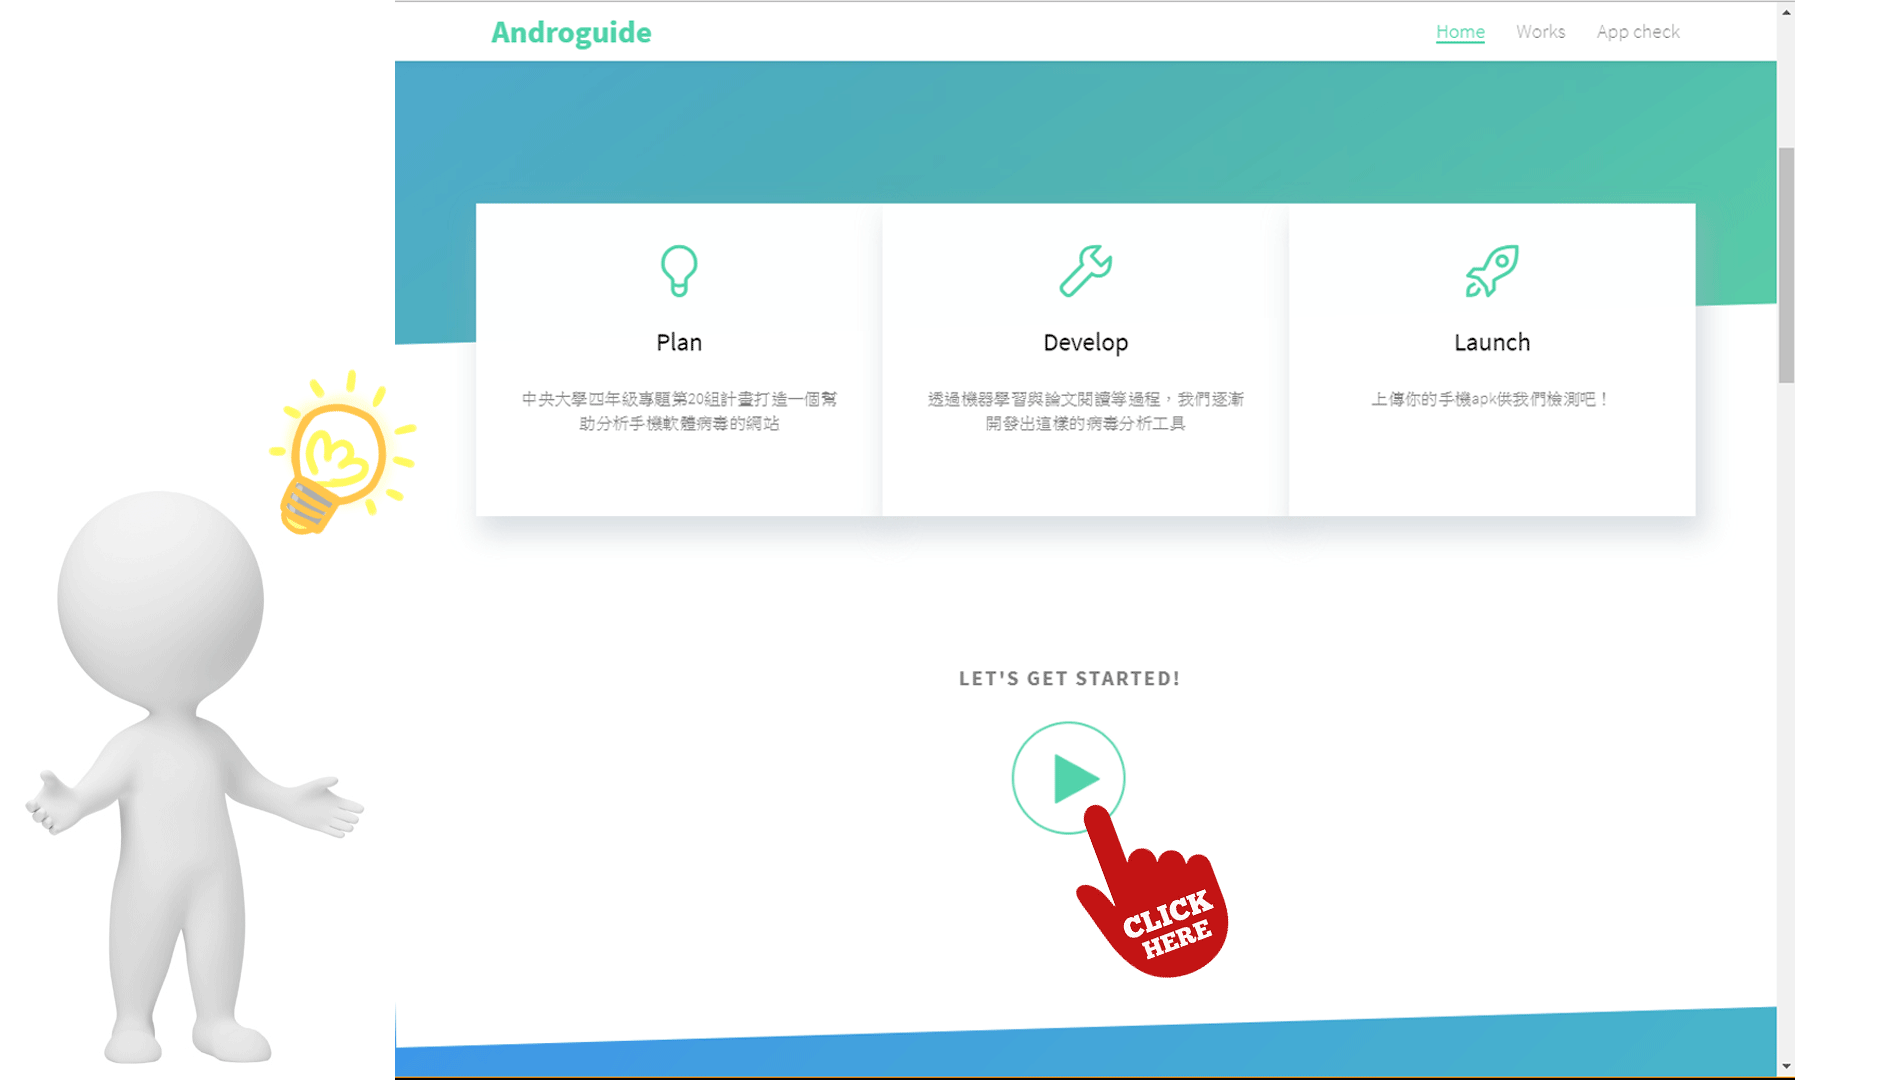 Androguide
Home Works App check
Plan
中央大學四年級專題第20組計畫打造一個幫
助分析手機軟體病毒的網站
Develop
透過機器學習與論文閱讀等過程，我們逐漸
開發出這樣的病毒分析工具
Launch
上傳你的手機apk供我們檢測吧！
LET'S GET STARTED!
CLICK
HERE